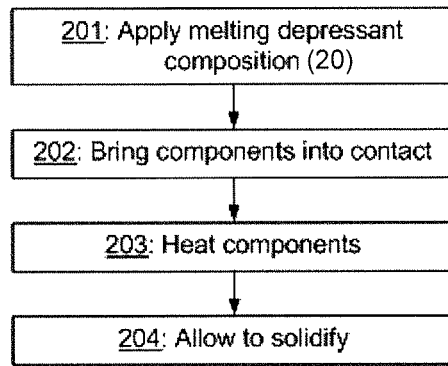 201: Apply melting depressant
composition (20)
202: Bring components into contact
203: Heat components
204: Allow to solidify